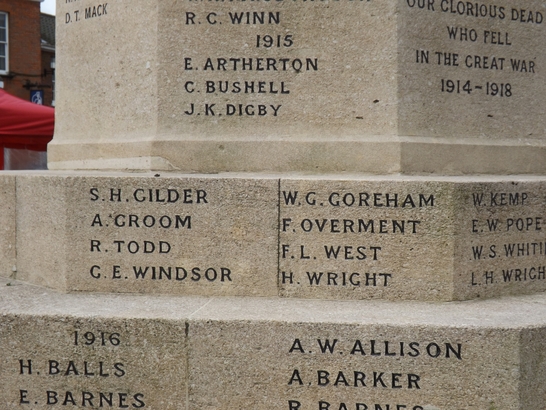 D.T. MACK
R.C. WINN
1915
E. ARTHERTON
C. BUSHELL
J.K. DIGBY
OUR GLORIOUS DEAD
WHO FELL
IN THE GREAT WAR
1914-1918
S.H. GILDER
A. GROOM
R. TODD
G.E. WINDSOR
W.G. GOREHAM
F. OVERMENT
F.L. WEST
H. WRIGHT
W. KEMP
E.W. POPE
W.S.
L.H.
1916
H. BALLS
E. BARNES
A.W. ALLISON
A. BARKER
R. BARNES